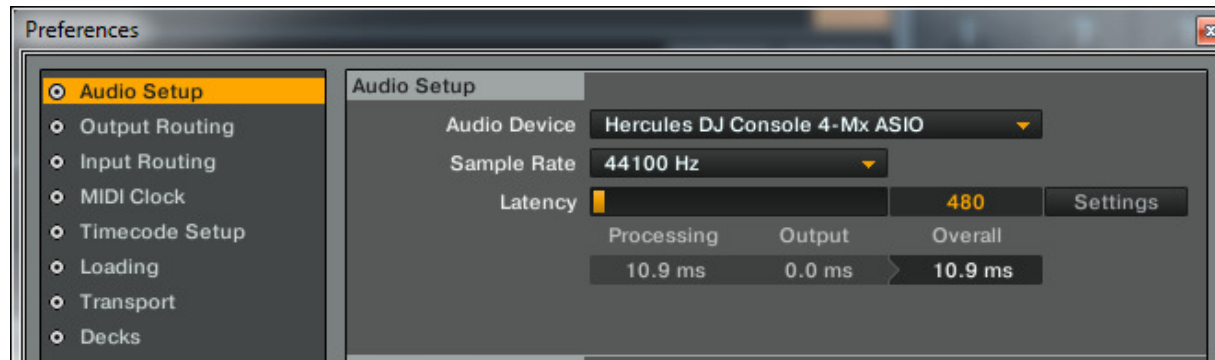 Preferences
Audio Setup
Output Routing
Input Routing
MIDI Clock
Timecode Setup
Loading
Transport
Decks
Audio Setup
Audio Device Hercules DJ Console 4-Mx ASIO
Sample Rate 44100 Hz
Latency 480 Settings
Processing Output Overall
10.9 ms 0.0 ms 10.9 ms